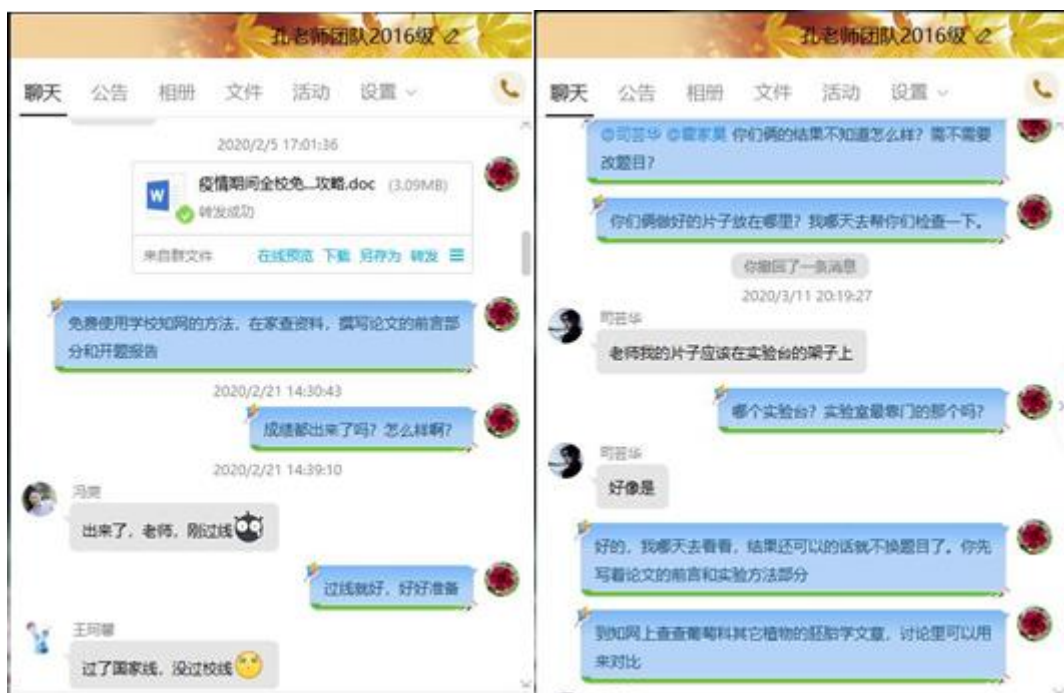 孔老师团队2016级
聊天 公告 相册 文件 活动 设置
2020/2/5 17:01:36
疫情期间全校免...攻略.doc (3.09MB)
转发成功
来自群文件 在线预览 下载 另存为 转发
免费使用学校知网的方法，在家查资料，撰写论文的前言部
分和开题报告
2020/2/21 14:30:43
成绩都出来了吗？怎么样啊？
2020/2/21 14:39:10
出来了，老师，刚过线
过线就好，好好准备
王珂馨
过了国家线，没过校线
孔老师团队2016级
聊天 公告 相册 文件 活动 设置
@司芸华 @霍家昊 你们俩的结果不知道怎么样？需不需要
改题目？
你们俩做好的片子放在哪里？我哪天去帮你们检查一下。
你撤回了一条消息
2020/3/11 20:19:27
司芸华
老师我的片子应该在实验台的架子上
哪个实验台？实验室最靠门的那个吗？
司芸华
好像是
好的，我哪天去看看，结果还可以的话就不换题目了。你先
写着论文的前言和实验方法部分
到知网上查查葡萄科其它植物的胚胎学文章，讨论里可以用
来对比